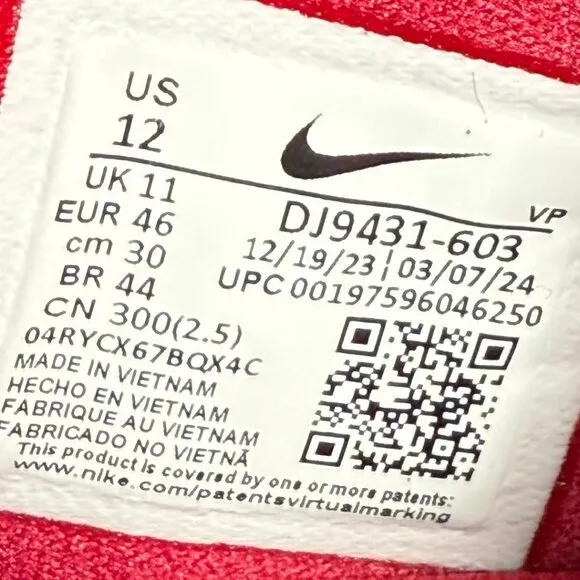 US
12
VP
UK 11
EUR 46
cm 30
BR 44
CN 300(2.5)
DJ9431-603
12/19/23¦03/07/24
UPC 00197596046250
04RYCX67BQX4C
MADE IN VIETNAM
HECHO EN VIETNAM
FABRIQUE AU VIETNAM
FABRICADO NO VIETNÃ
This product is covered by one or more patents:
www.nike.com/patentsvirtualmarking